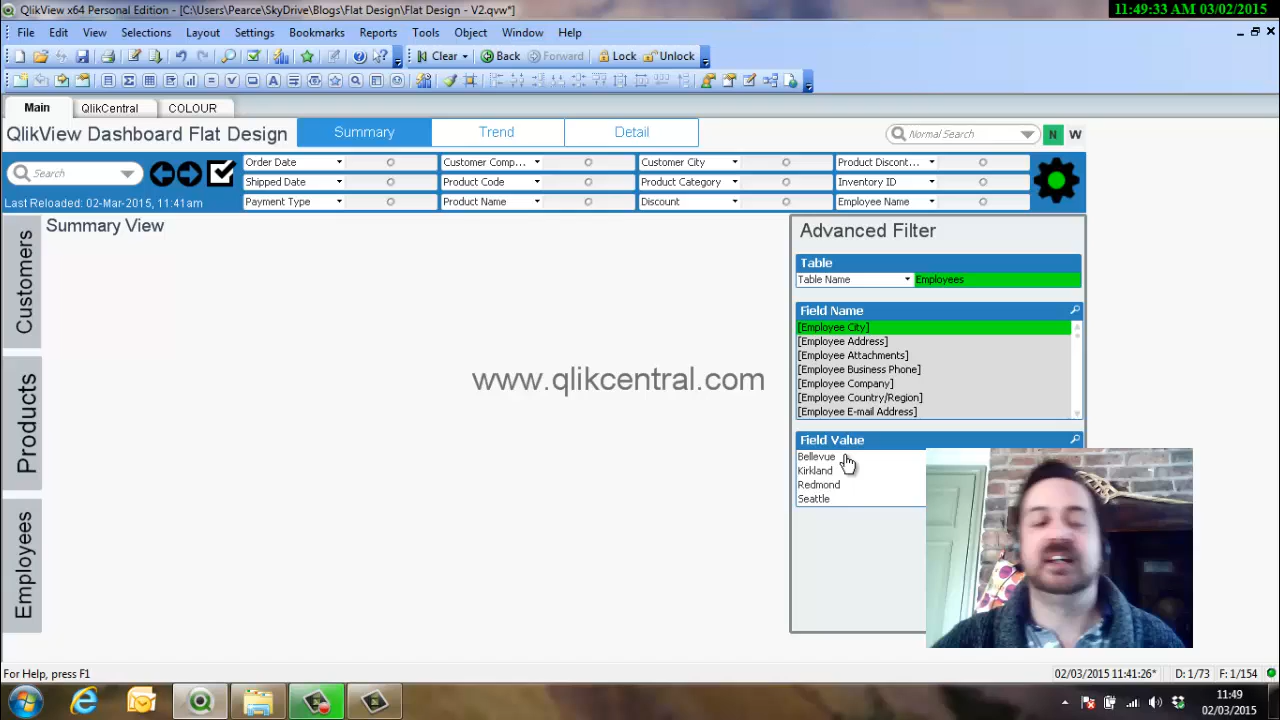 QlikView x64 Personal Edition - [C:\Users\Pearce\SkyDrive\Blogs\Flat Design\Flat Design - V2.qvw*]
11:49:33 AM 03/02/2015
File Edit View Selections Layout Settings Bookmarks Reports Tools Object Window Help
Clear Back Forward Lock Unlock
Main QlikCentral COLOUR
QlikView Dashboard Flat Design Summary Trend Detail Normal Search N W
Search
Last Reloaded: 02-Mar-2015, 11:41am
Order Date Customer Comp... Customer City Product Discont...
Shipped Date Product Code Product Category Inventory ID
Payment Type Product Name Discount Employee Name
Customers
Products
Employees
Summary View
www.qlikcentral.com
Advanced Filter
Table
Table Name Employees
Field Name
[Employee City]
[Employee Address]
[Employee Attachments]
[Employee Business Phone]
[Employee Company]
[Employee Country/Region]
[Employee E-mail Address]
Field Value
Bellevue
Kirkland
Redmond
Seattle
For Help, press F1
02/03/2015 11:41:26* D: 1/73 F: 1/154
11:49
02/03/2015